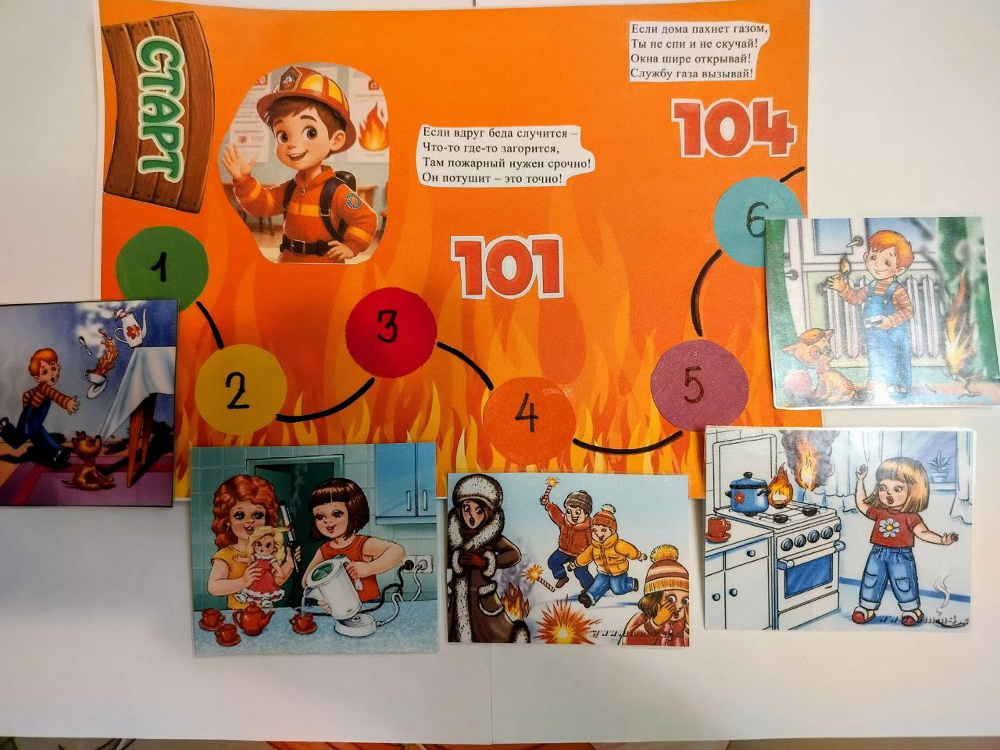 СТАРТ
Если дома пахнет газом,
Ты не спи и не скучай!
Окна шире открывай!
Службу газа вызывай!
104
Если вдруг беда случится –
Что-то где-то загорится,
Там пожарный нужен срочно!
Он потушит – это точно!
101
1
2
3
4
5
6